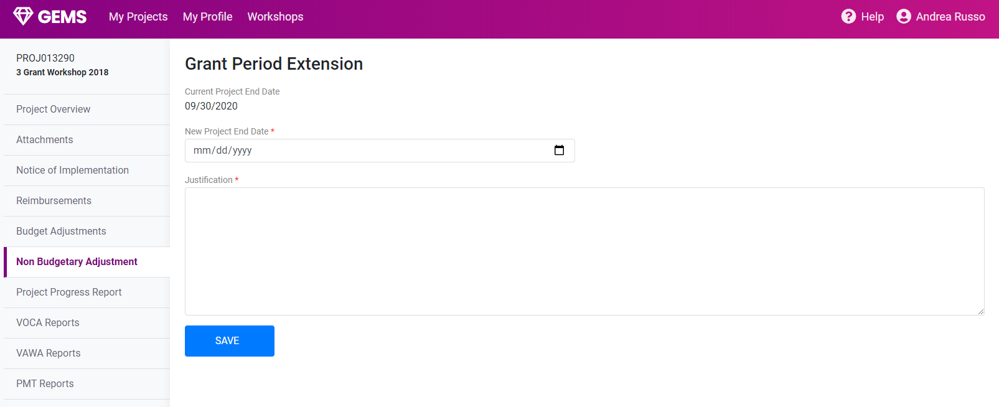 GEMS My Projects My Profile Workshops Help Andrea Russo
PROJ013290
3 Grant Workshop 2018
Project Overview
Attachments
Notice of Implementation
Reimbursements
Budget Adjustments
Non Budgetary Adjustment
Project Progress Report
VOCA Reports
VAWA Reports
PMT Reports
Grant Period Extension
Current Project End Date
09/30/2020
New Project End Date *
mm/dd/yyyy
Justification *
SAVE